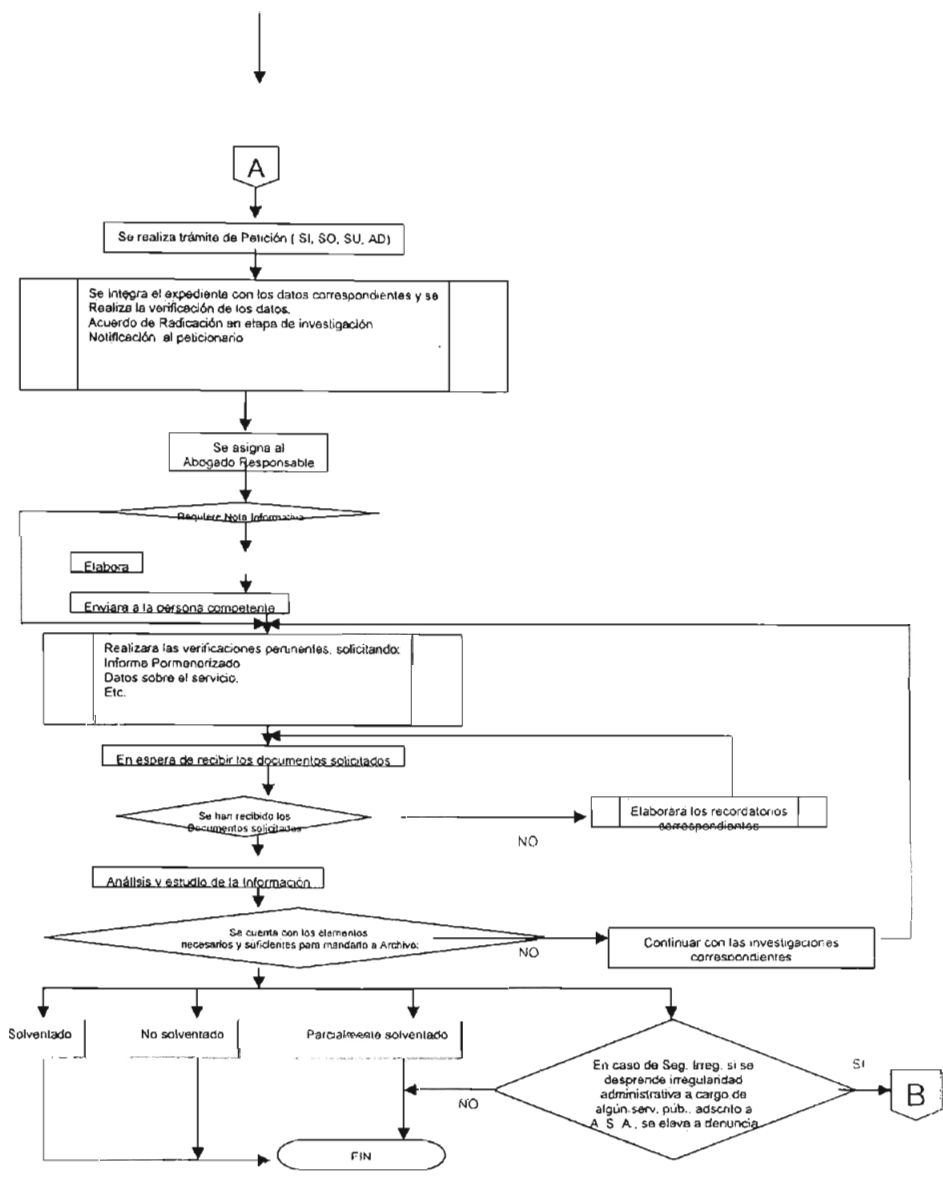 A
Se realiza trámite de Petición ( SI, SO, SU, AD)
Se integra el expediente con los datos correspondientes y se
Realiza la verificación de los datos.
Acuerdo de Radicación en etapa de investigación
Notificación al peticionario
Se asigna al
Abogado Responsable
Requiere Nota Informativa
Elabora
Enviara a la persona competente
Realizara las verificaciones pertinentes, solicitando:
Informe Pormenorizado
Datos sobre el servicio.
Etc.
En espera de recibir los documentos solicitados
Se han recibido los
Documentos solicitados
NO
Elaborará los recordatorios
correspondientes
Análisis y estudio de la Información
Se cuenta con los elementos
necesarios y suficientes para mandarlo a Archivo:
NO
Continuar con las investigaciones
correspondientes
Solventado
No solventado
Parcialmente solventado
En caso de Seg. Irreg. si se
desprende irregularidad
administrativa a cargo de
algún serv. púb., adscrito a
A. S. A., se eleva a denuncia
SI
B
NO
FIN